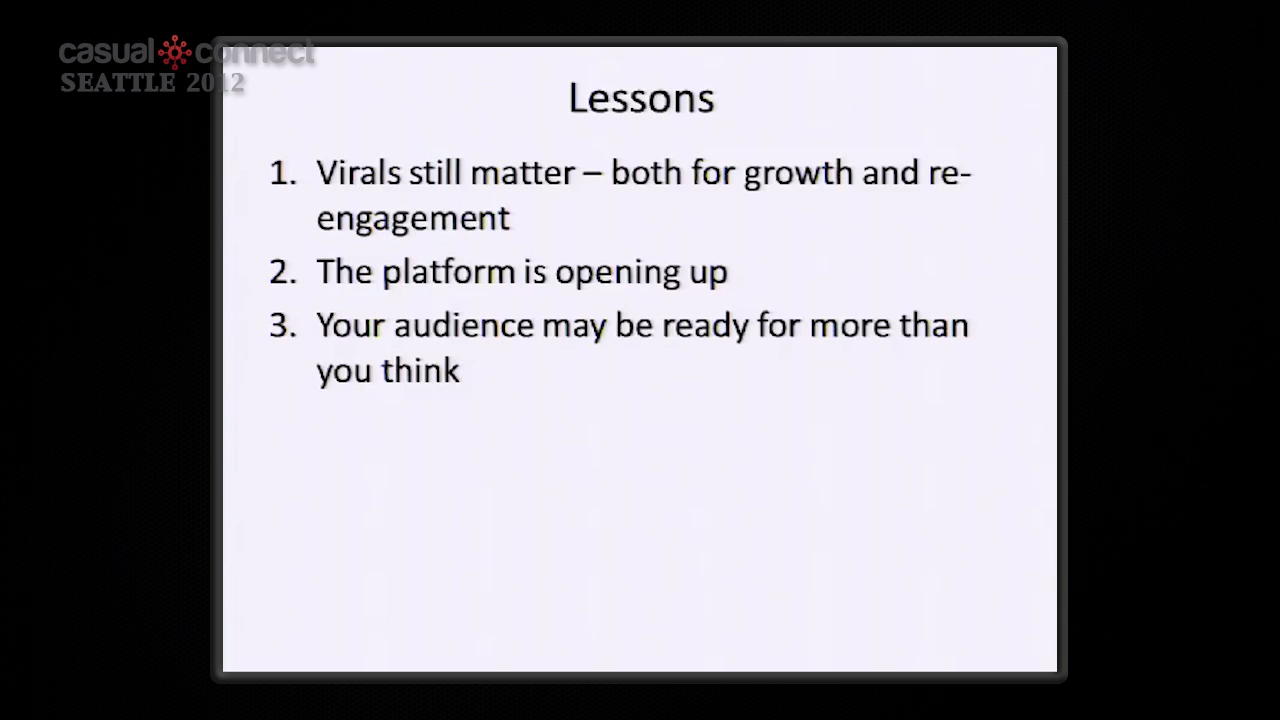 casual connect
SEATTLE 2012
Lessons
1. Virals still matter – both for growth and re-
engagement
2. The platform is opening up
3. Your audience may be ready for more than
you think